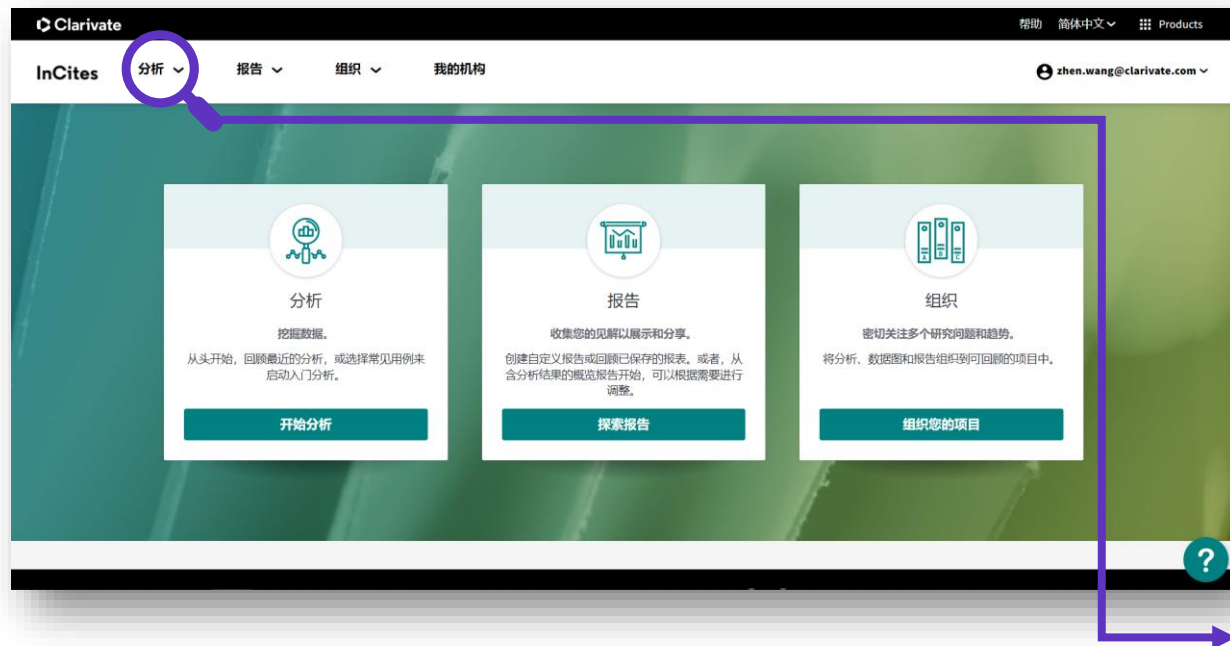 Clarivate
帮助 简体中文 Products
InCites 分析 报告 组织 我的机构 zhen.wang@clarivate.com
分析
挖掘数据。
从头开始，回顾最近的分析，或选择常见用例来
启动入门分析。
开始分析
报告
收集您的见解以展示和分享。
创建自定义报告或回顾已保存的报表。或者，从
含分析结果的概览报告开始，可以根据需要进行
调整。
探索报告
组织
密切关注多个研究问题和趋势。
将分析、数据图和报告组织到可回顾的项目中。
组织您的项目
?